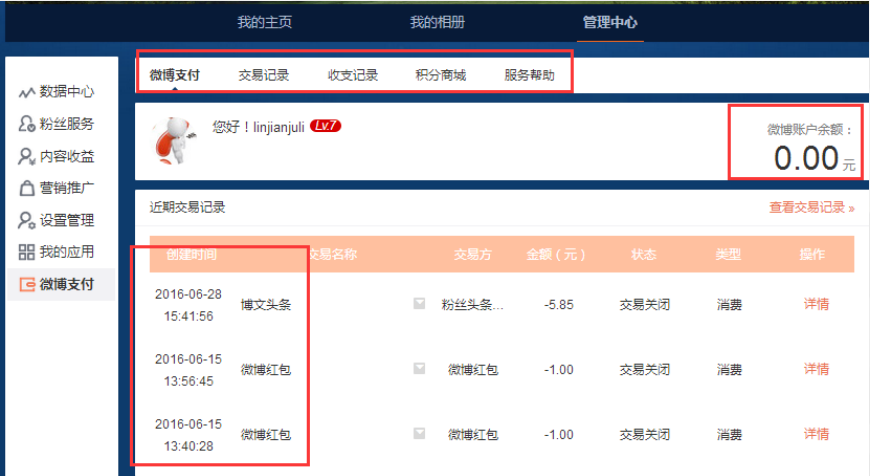 我的主页 我的相册 管理中心
数据中心
粉丝服务
内容收益
营销推广
设置管理
我的应用
微博支付
微博支付 交易记录 收支记录 积分商城 服务帮助
您好！linjianjuli Lv.7
微博账户余额：
0.00 元
近期交易记录 查看交易记录 »
创建时间 交易名称 交易方 金额（元） 状态 类型 操作
2016-06-28
15:41:56 博文头条 粉丝头条... -5.85 交易关闭 消费 详情
2016-06-15
13:56:45 微博红包 微博红包 -1.00 交易关闭 消费 详情
2016-06-15
13:40:28 微博红包 微博红包 -1.00 交易关闭 消费 详情